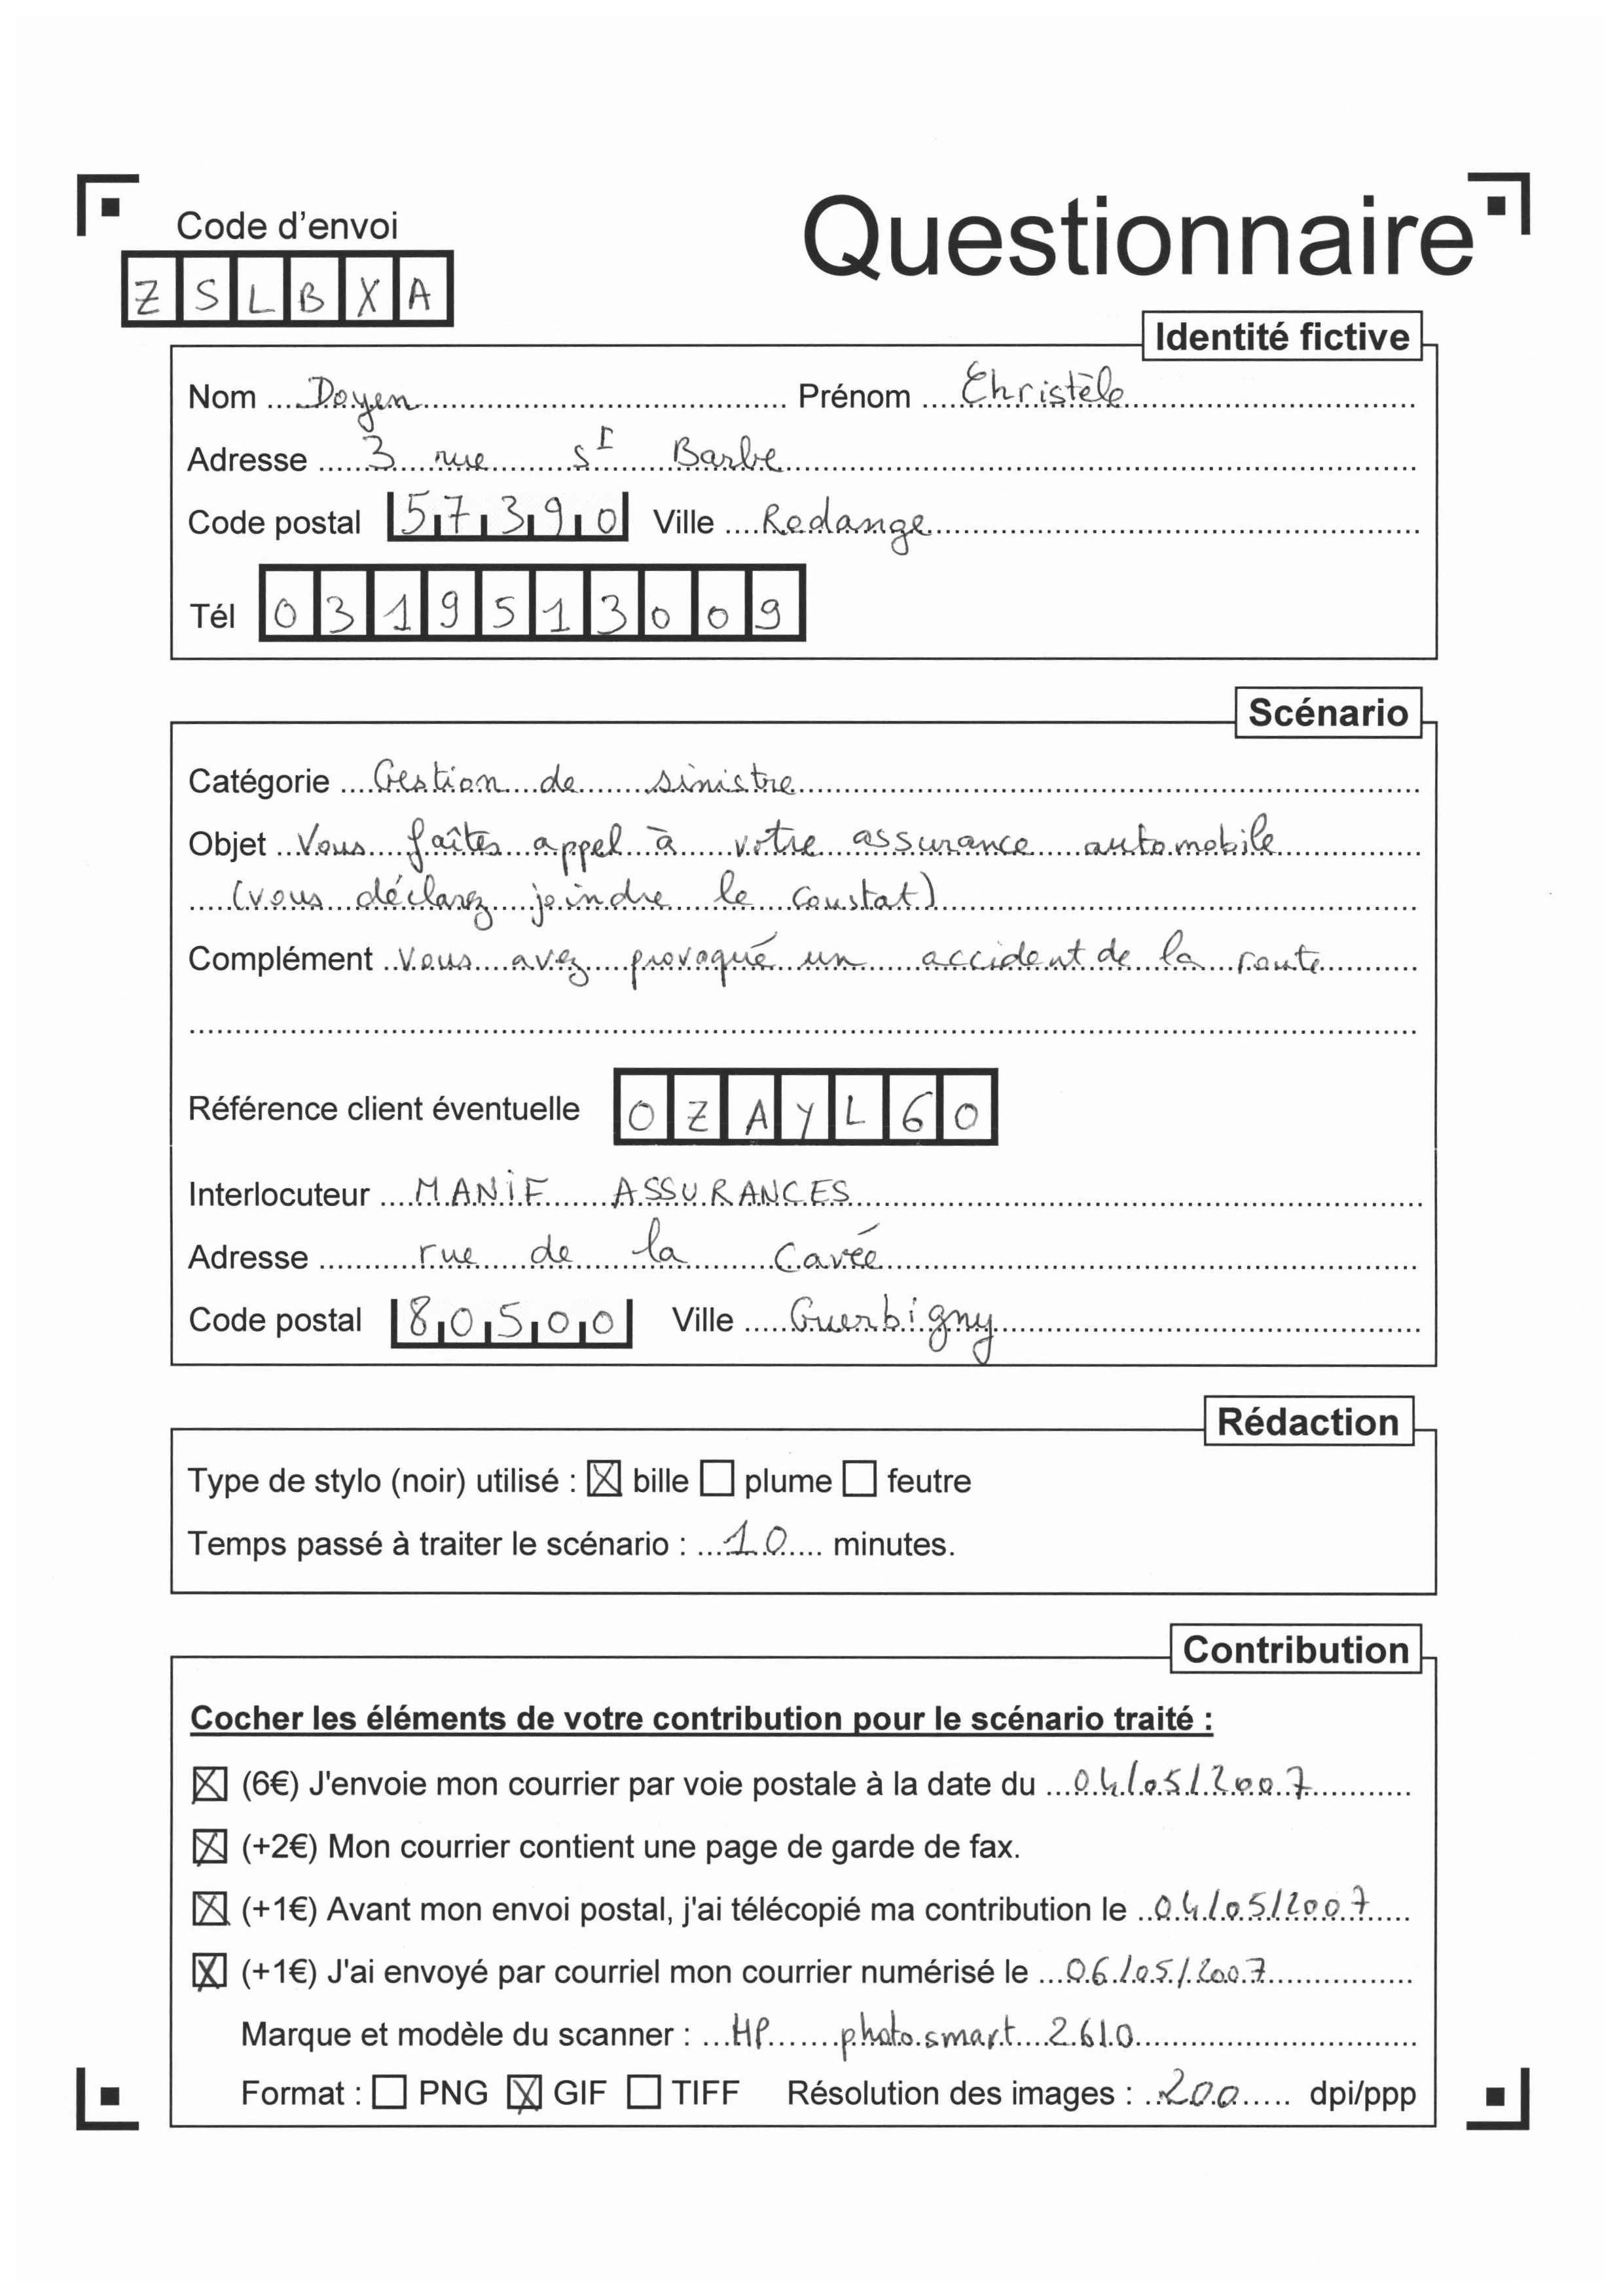 Code d'envoi
Questionnaire
ZSLBXA
Identité fictive
Nom Doyen Prénom Christèle
Adresse 3 rue St Barbe
Code postal 57390 Ville Redange
Tél 0319513009
Scénario
Catégorie Gestion de sinistre
Objet Vous faîtes appel à votre assurance automobile
(vous déclarez joindre le constat)
Complément Vous avez provoqué un accident de la route
Référence client éventuelle OZAYL60
Interlocuteur MANIF ASSURANCES
Adresse rue de la Cavée
Code postal 80500 Ville Guerbigny
Rédaction
Type de stylo (noir) utilisé : ☒ bille ☐ plume ☐ feutre
Temps passé à traiter le scénario : 10 minutes.
Contribution
Cocher les éléments de votre contribution pour le scénario traité :
☒ (6€) J'envoie mon courrier par voie postale à la date du 04/05/2007
☒ (+2€) Mon courrier contient une page de garde de fax.
☒ (+1€) Avant mon envoi postal, j'ai télécopié ma contribution le 04/05/2007
☒ (+1€) J'ai envoyé par courriel mon courrier numérisé le 06/05/2007
Marque et modèle du scanner : HP photosmart 2610
Format : ☐ PNG ☒ GIF ☐ TIFF Résolution des images : 200 dpi/ppp